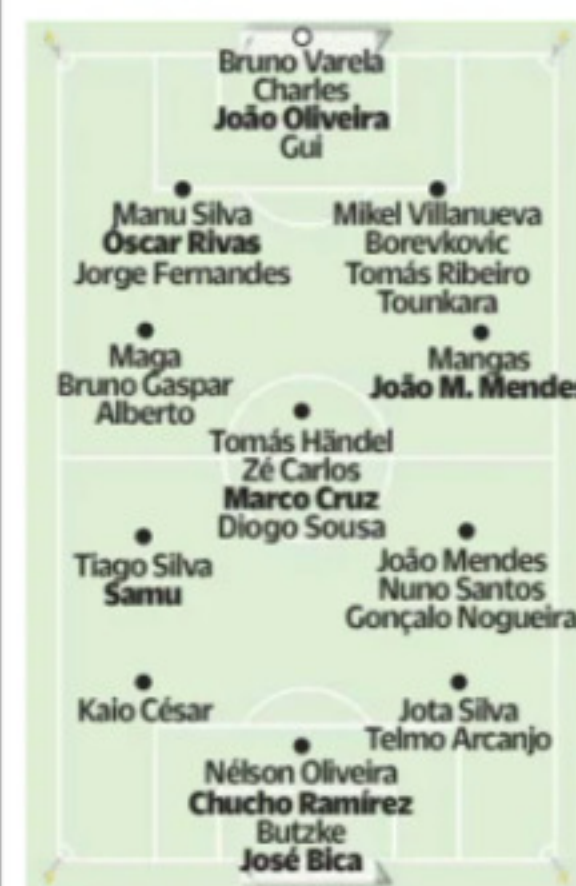 Bruno Varela
Charles
João Oliveira
Gui
Manu Silva
Óscar Rivas
Jorge Fernandes
Mikel Villanueva
Borevkovic
Tomás Ribeiro
Tounkara
Maga
Bruno Gaspar
Alberto
Mangas
João M. Mende
Tomás Händel
Zé Carlos
Marco Cruz
Diogo Sousa
Tiago Silva
Samu
João Mendes
Nuno Santos
Gonçalo Nogueira
Kaio César
Jota Silva
Telmo Arcanjo
Nélson Oliveira
Chucho Ramírez
Butzke
José Bica